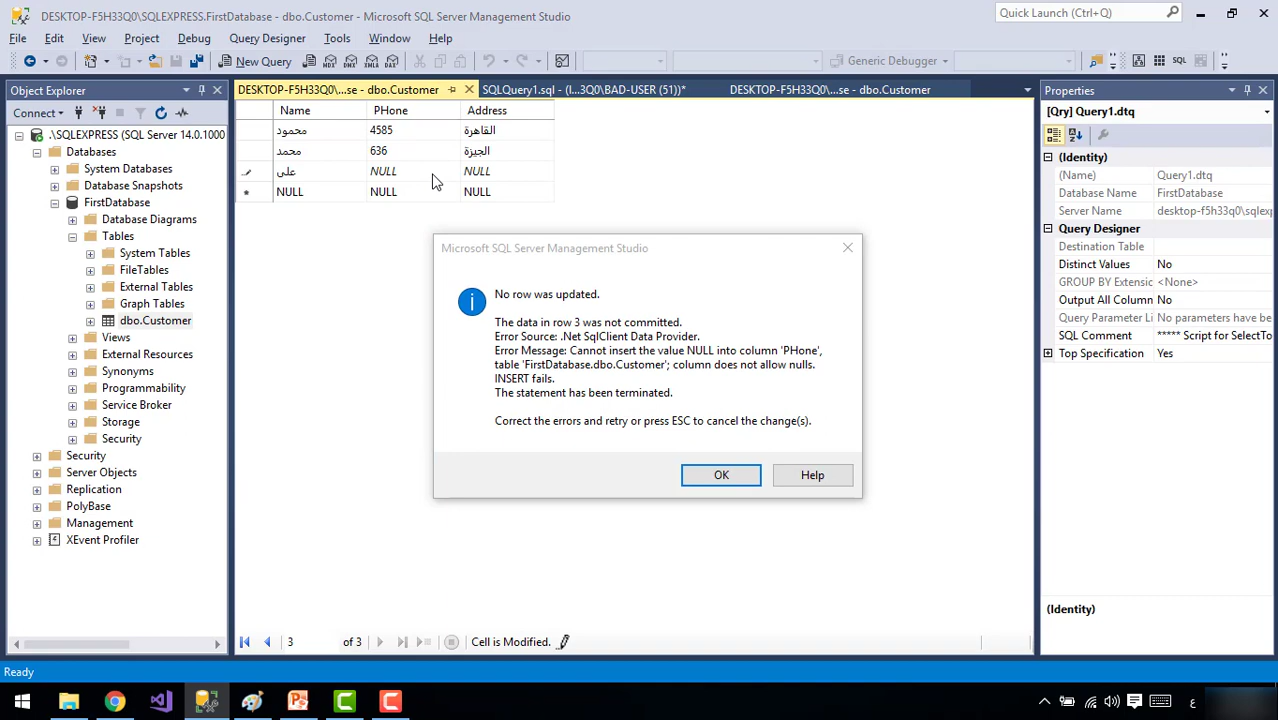 DESKTOP-F5H33Q0\SQLEXPRESS.FirstDatabase - dbo.Customer - Microsoft SQL Server Management Studio
Quick Launch (Ctrl+Q)
File Edit View Project Debug Query Designer Tools Window Help
New Query MDX DMX XMLA DAX Generic Debugger SQL
Object Explorer
DESKTOP-F5H33Q0\...se - dbo.Customer
SQLQuery1.sql - (l...3Q0\BAD-USER (51))*
DESKTOP-F5H33Q0\...se - dbo.Customer
Properties
Connect
.\SQLEXPRESS (SQL Server 14.0.1000
Databases
System Databases
Database Snapshots
FirstDatabase
Database Diagrams
Tables
System Tables
FileTables
External Tables
Graph Tables
dbo.Customer
Views
External Resources
Synonyms
Programmability
Service Broker
Storage
Security
Security
Server Objects
Replication
PolyBase
Management
XEvent Profiler
Name PHone Address
محمود 4585 القاهرة
محمد 636 الجيزة
على NULL NULL
NULL NULL NULL
Microsoft SQL Server Management Studio
No row was updated.
The data in row 3 was not committed.
Error Source: .Net SqlClient Data Provider.
Error Message: Cannot insert the value NULL into column 'PHone',
table 'FirstDatabase.dbo.Customer'; column does not allow nulls.
INSERT fails.
The statement has been terminated.
Correct the errors and retry or press ESC to cancel the change(s).
OK Help
3 of 3 Cell is Modified.
[Qry] Query1.dtq
(Identity)
(Name) Query1.dtq
Database Name FirstDatabase
Server Name desktop-f5h33q0\sqlex
Query Designer
Destination Table
Distinct Values No
GROUP BY Extensic <None>
Output All Column No
Query Parameter Li No parameters have be
SQL Comment ***** Script for SelectTo
Top Specification Yes
(Identity)
Ready
ع